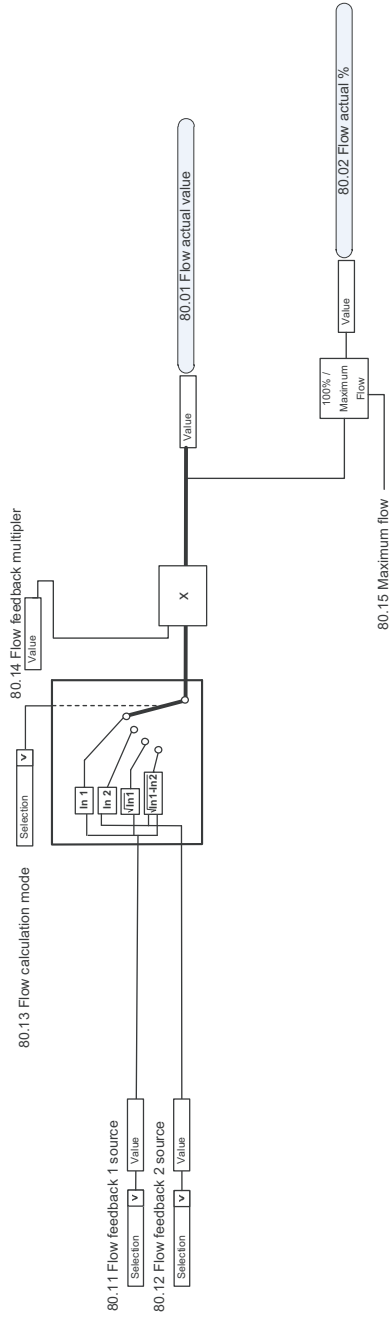 80.11 Flow feedback 1 source
Selection
v
Value
80.12 Flow feedback 2 source
Selection
v
Value
80.13 Flow calculation mode
Selection
v
In 1
In 2
√In1
√In1-In2
80.14 Flow feedback multipler
Value
X
Value
80.01 Flow actual value
80.15 Maximum flow
100% /
Maximum
Flow
Value
80.02 Flow actual %